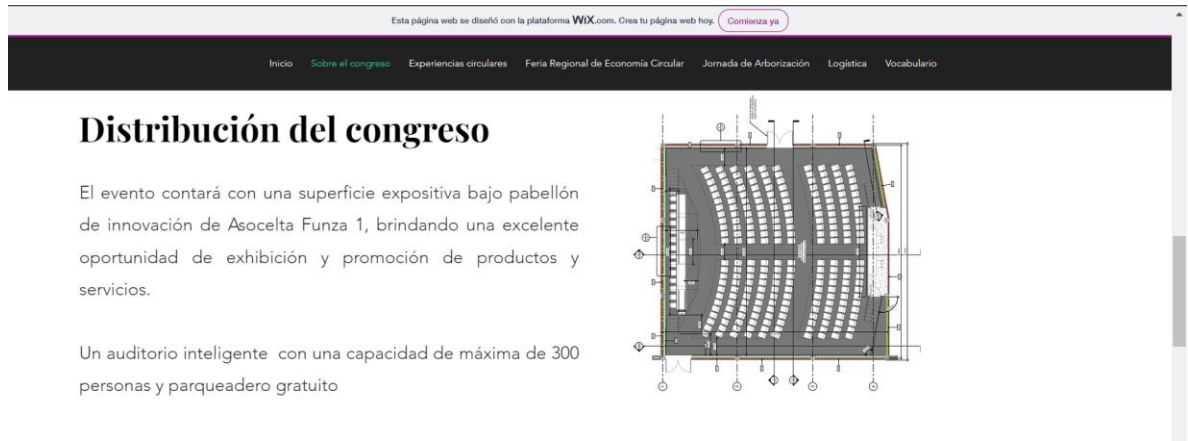 Esta página web se diseñó con la plataforma WiX.com. Crea tu página web hoy. Comienza ya
Inicio Sobre el congreso Experiencias circulares Feria Regional de Economía Circular Jornada de Arborización Logística Vocabulario
Distribución del congreso
El evento contará con una superficie expositiva bajo pabellón
de innovación de Asocelta Funza 1, brindando una excelente
oportunidad de exhibición y promoción de productos y
servicios.
Un auditorio inteligente con una capacidad de máxima de 300
personas y parqueadero gratuito